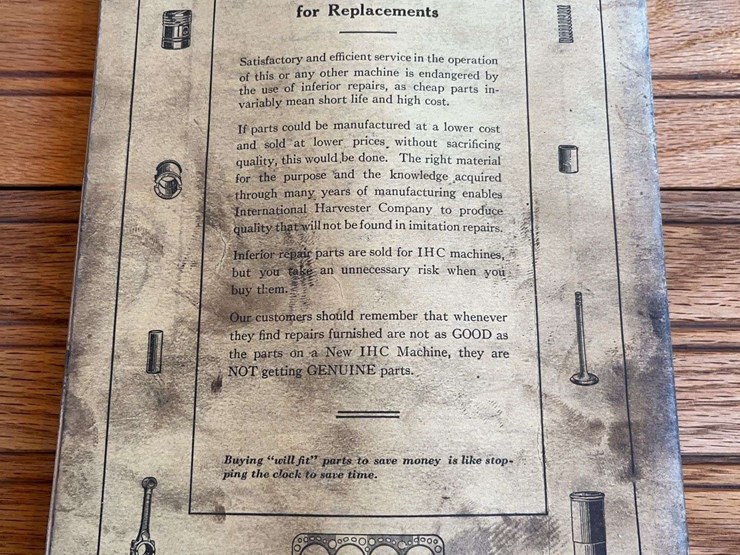 for Replacements
Satisfactory and efficient service in the operation
of this or any other machine is endangered by
the use of inferior repairs, as cheap parts in-
variably mean short life and high cost.
If parts could be manufactured at a lower cost
and sold at lower prices, without sacrificing
quality, this would be done. The right material
for the purpose and the knowledge acquired
through many years of manufacturing enables
International Harvester Company to produce
quality that will not be found in imitation repairs.
Inferior repair parts are sold for IHC machines,
but you take an unnecessary risk when you
buy them.
Our customers should remember that whenever
they find repairs furnished are not as GOOD as
the parts on a New IHC Machine, they are
NOT getting GENUINE parts.
Buying "will fit" parts to save money is like stop-
ping the clock to save time.